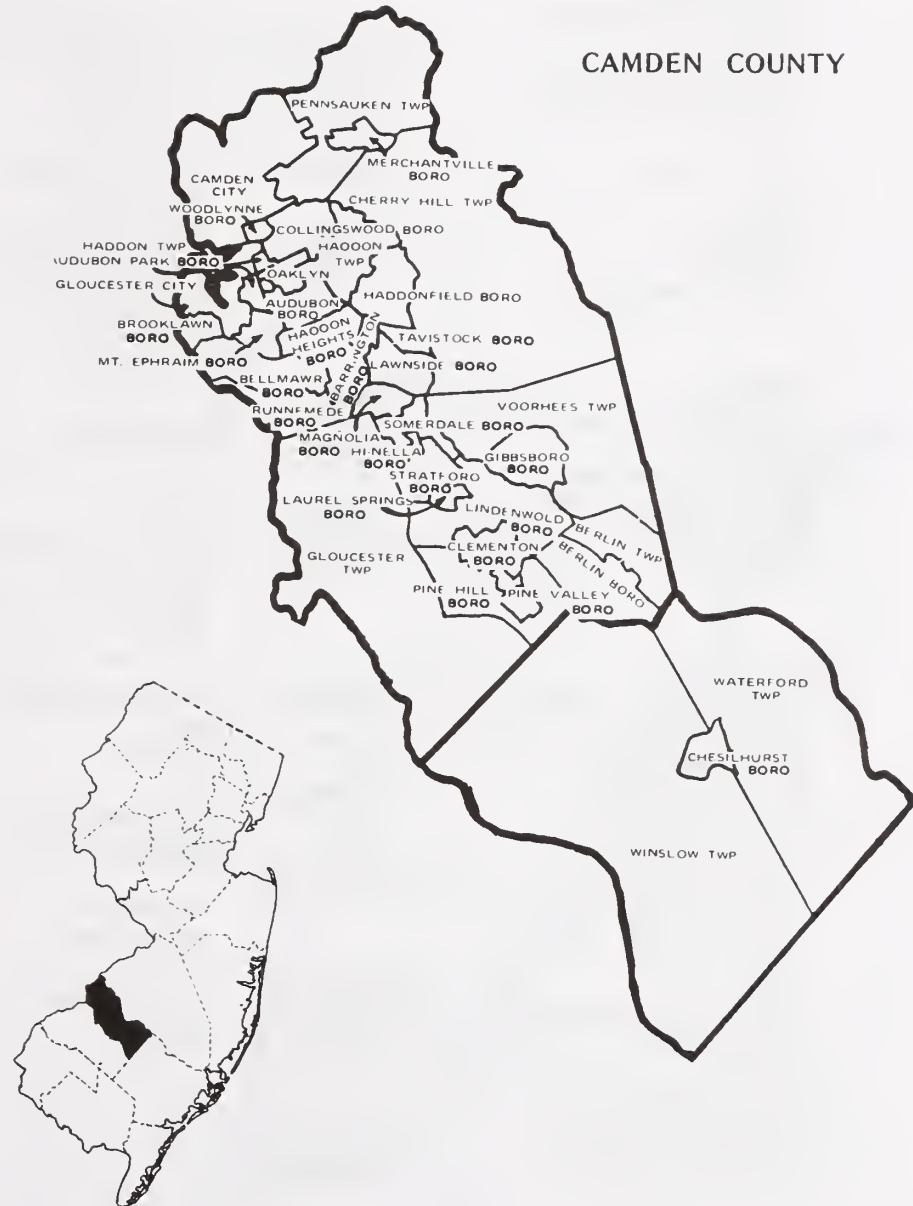 CAMDEN COUNTY
PENNSAUKEN TWP
MERCHANTVILLE
BORO
CAMDEN
CITY
CHERRY HILL TWP
WOODLYNNE
BORO
COLLINGSWOOD BORO
HADDON TWP
HAOOON
TWP
AUDUBON PARK BORO
OAKLYN
GLOUCESTER CITY
HADDONFIELD BORO
AUDUBON
BORO
BROOKLAWN
BORO
HAOOON
HEIGHTS
BORO
BARRINGTON
BORO
TAVISTOCK BORO
MT. EPHRAIM BORO
LAWNSIDE BORO
BELLMAWR
BORO
VOORHEES TWP
RUNNEMEDE
BORO
SOMERDALE BORO
MAGNOLIA
BORO
HI-NELLA
BORO
GIBBSBORO
BORO
STRATFORD
BORO
LAUREL SPRINGS
BORO
LINDENWOLD
BORO
BERLIN TWP
CLEMENTON
BORO
BERLIN BORO
GLOUCESTER
TWP
PINE HILL
BORO
PINE VALLEY
BORO
WATERFORD
TWP
CHESILHURST
BORO
WINSLOW TWP